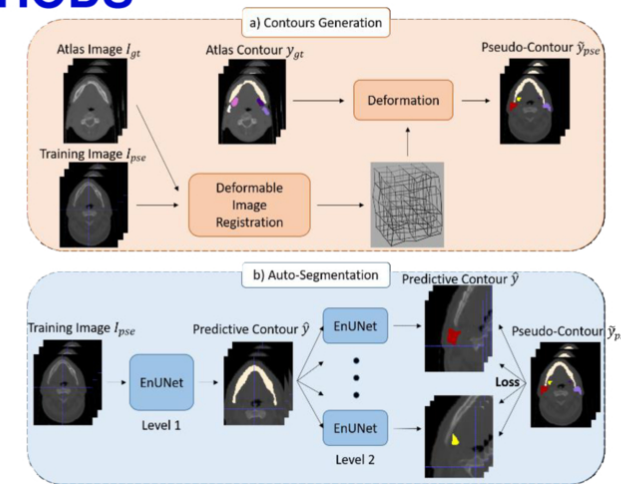 a) Contours Generation
Atlas Image I_gt
Atlas Contour y_gt
Pseudo-Contour ỹ_pse
Deformation
Training Image I_pse
Deformable
Image
Registration
b) Auto-Segmentation
Predictive Contour ŷ
Training Image I_pse
Predictive Contour ŷ
EnUNet
Pseudo-Contour ỹ_p
EnUNet
Loss
Level 1
EnUNet
Level 2